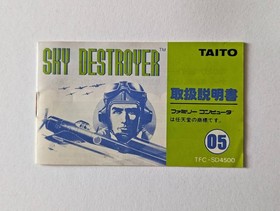 SKY DESTROYER™
TAITO
取扱説明書
ファミリー コンピュータ
は任天堂の商標です。
05
TFC-SD4500